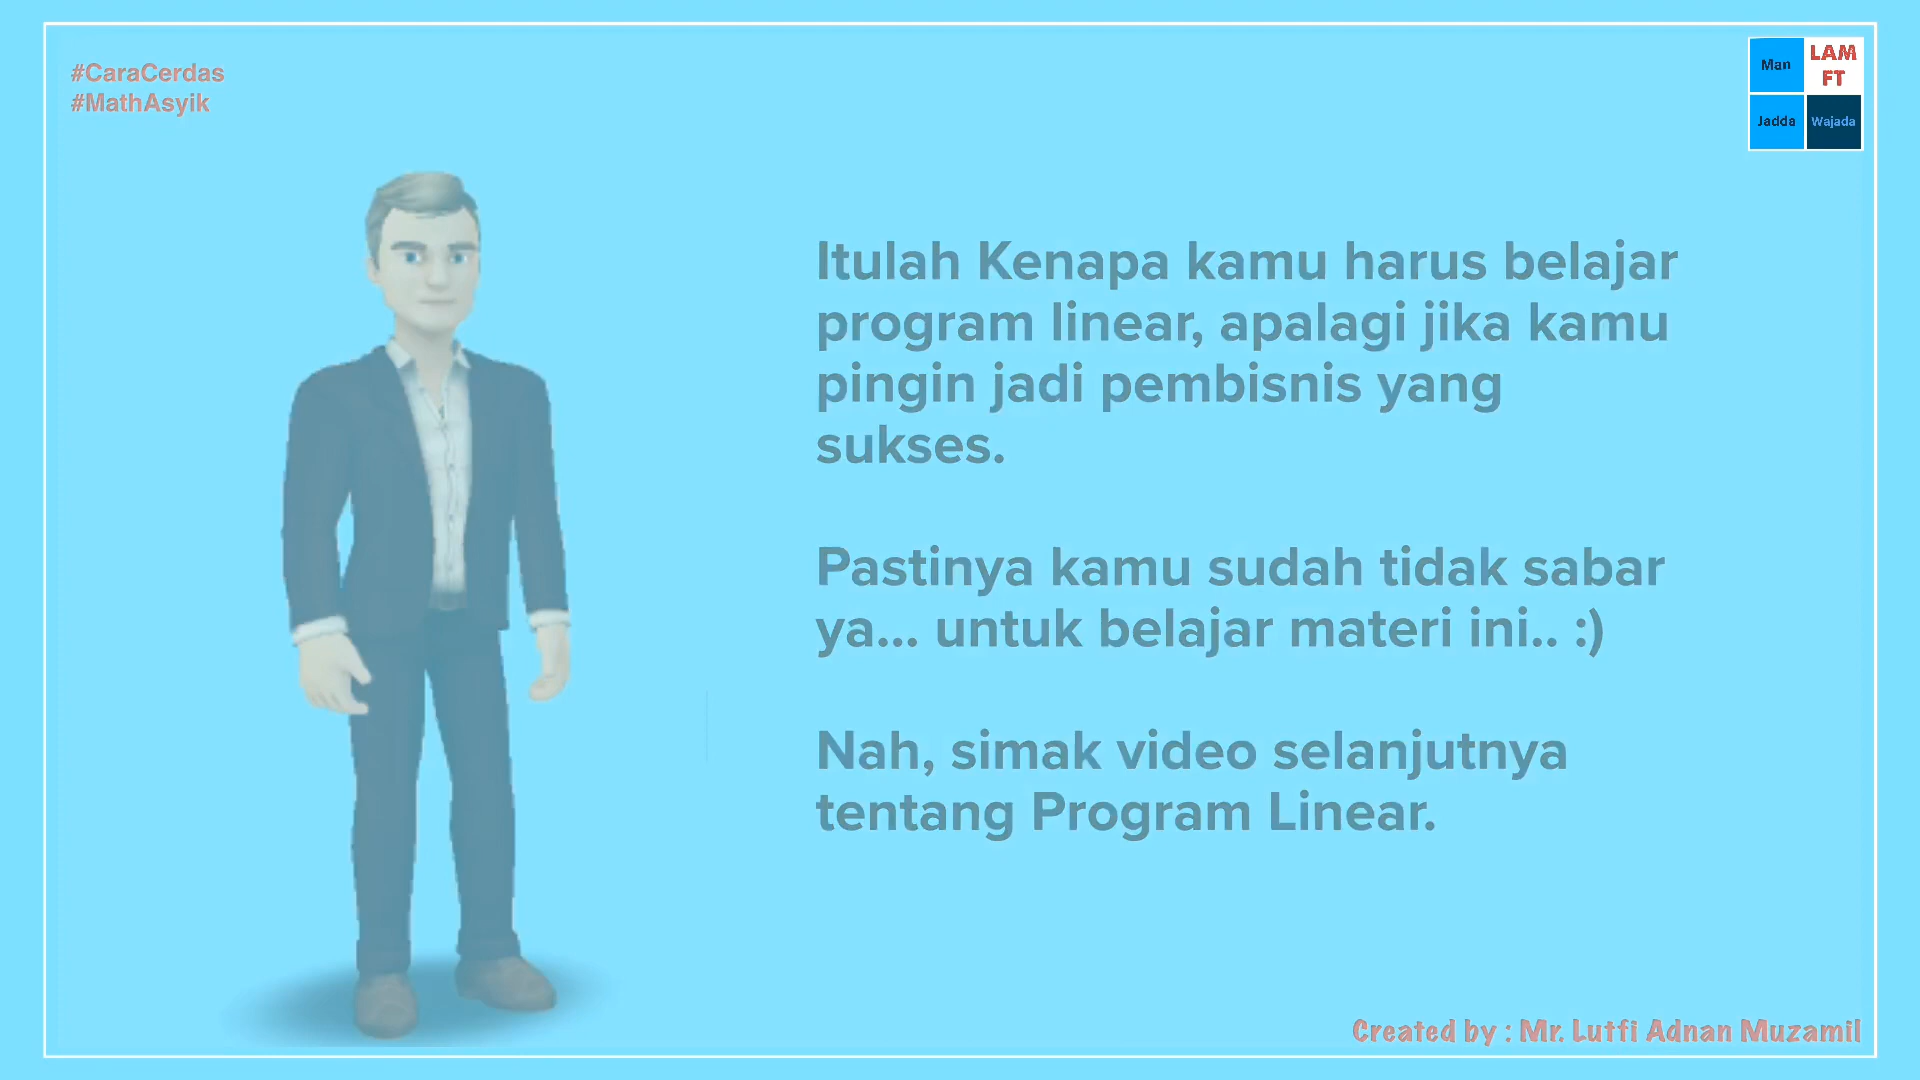 #CaraCerdas
#MathAsyik
Man
LAM
FT
Jadda
Wajada
Itulah Kenapa kamu harus belajar
program linear, apalagi jika kamu
pingin jadi pembisnis yang
sukses.
Pastinya kamu sudah tidak sabar
ya... untuk belajar materi ini.. :)
Nah, simak video selanjutnya
tentang Program Linear.
Created by : Mr. Lutfi Adnan Muzamil